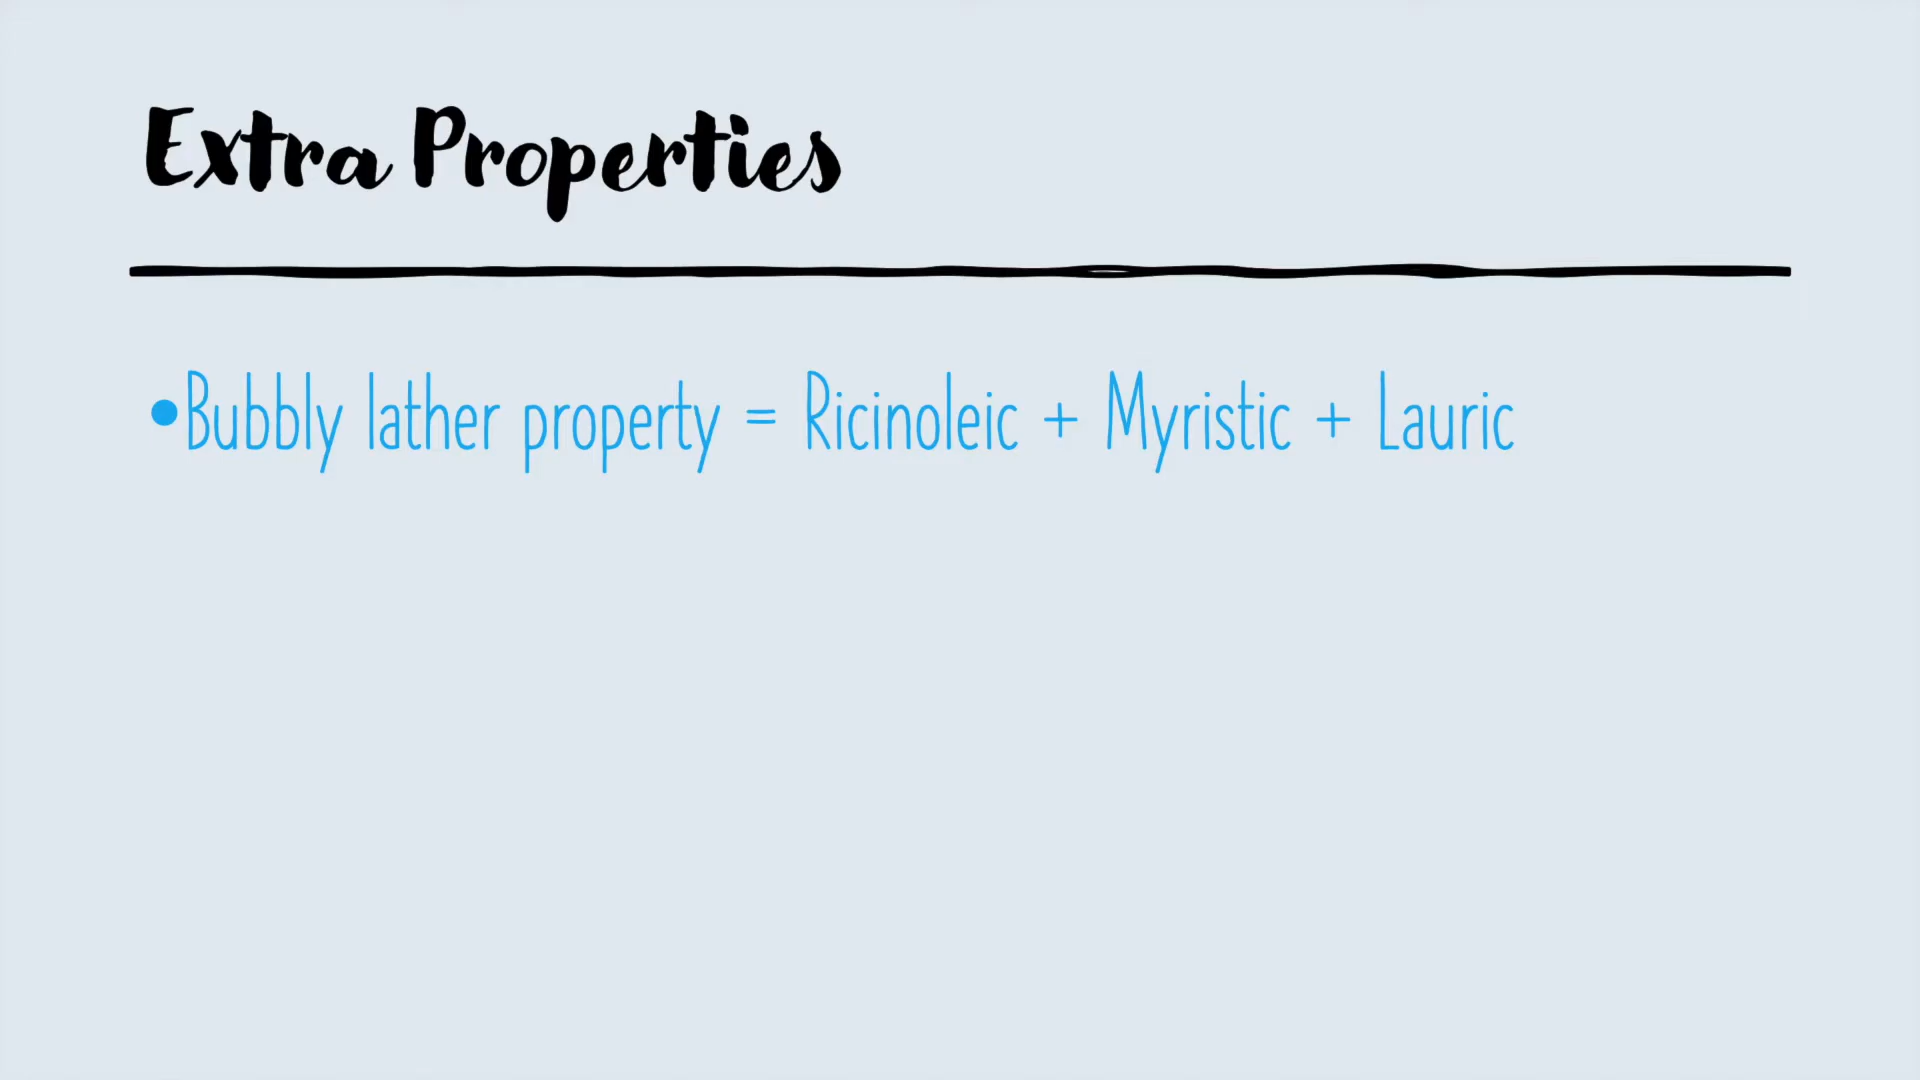 Extra Properties
•Bubbly lather property = Ricinoleic + Myristic + Lauric